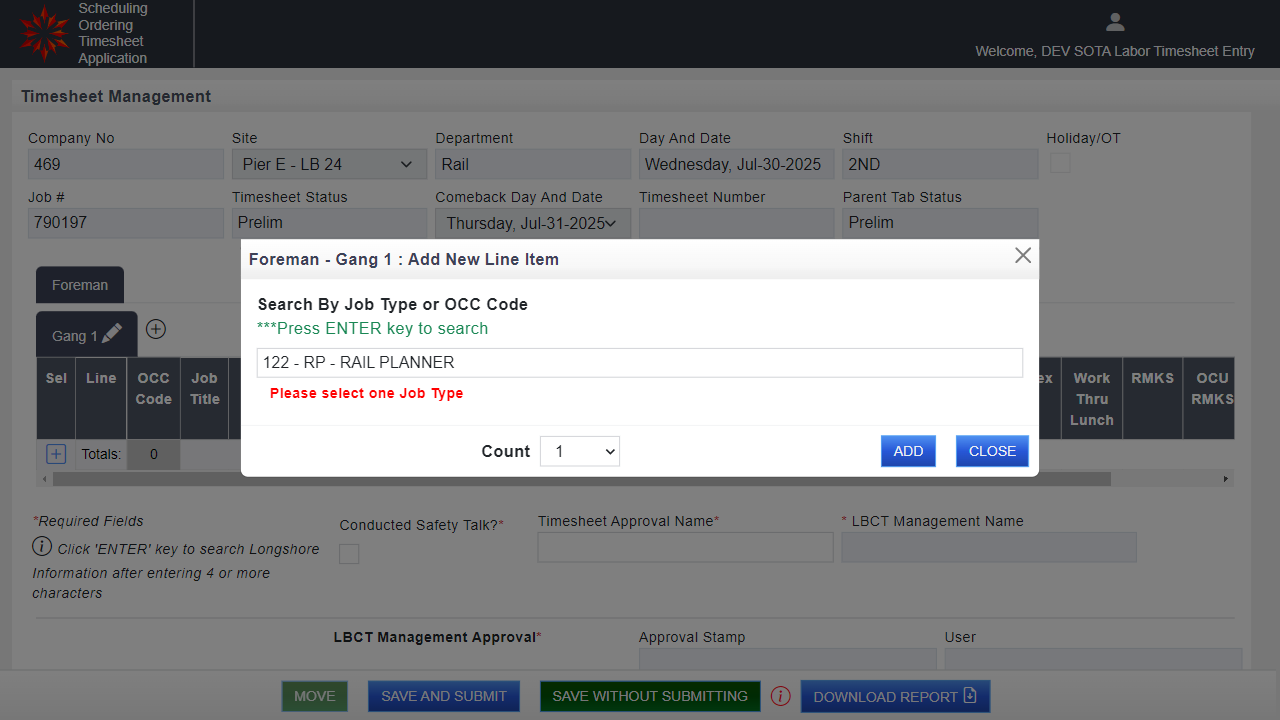 Scheduling
Ordering
Timesheet
Application
Welcome, DEV SOTA Labor Timesheet Entry
Timesheet Management
Company No
Site
Department
Day And Date
Shift
Holiday/OT
469
Pier E - LB 24
Rail
Wednesday, Jul-30-2025
2ND
Job #
Timesheet Status
Comeback Day And Date
Timesheet Number
Parent Tab Status
790197
Prelim
Thursday, Jul-31-2025
Prelim
Foreman - Gang 1 : Add New Line Item
Foreman
Search By Job Type or OCC Code
***Press ENTER key to search
Gang 1
122 - RP - RAIL PLANNER
Please select one Job Type
Sel
Line
OCC
Code
Job
Title
ex
Work
Thru
Lunch
RMKS
OCU
RMKS
Count
1
ADD
CLOSE
Totals:
0
*Required Fields
Click 'ENTER' key to search Longshore
Information after entering 4 or more
characters
Conducted Safety Talk?*
Timesheet Approval Name*
* LBCT Management Name
LBCT Management Approval*
Approval Stamp
User
MOVE
SAVE AND SUBMIT
SAVE WITHOUT SUBMITTING
DOWNLOAD REPORT